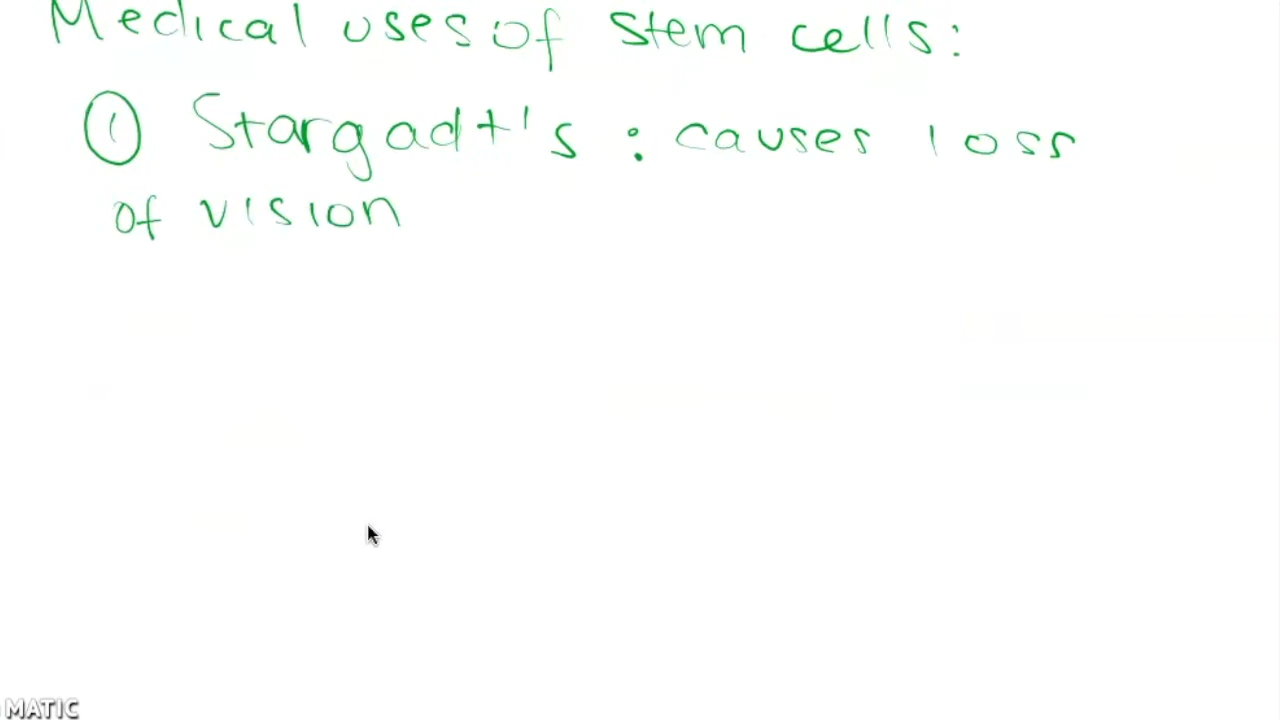 Medical uses of stem cells:
① Stargadt's : causes loss
of vision
MATIC